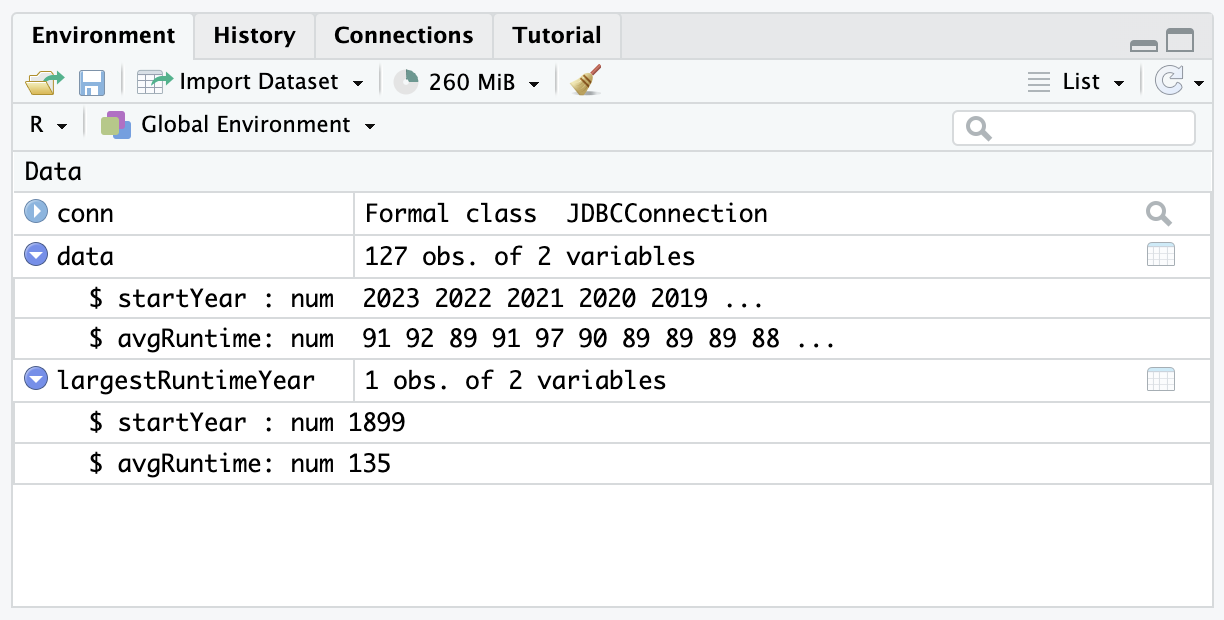 Environment History Connections Tutorial
Import Dataset 260 MiB List
R Global Environment
Data
conn Formal class  JDBCConnection
data 127 obs. of 2 variables
$ startYear : num  2023 2022 2021 2020 2019 ...
$ avgRuntime: num  91 92 89 91 97 90 89 89 89 88 ...
largestRuntimeYear 1 obs. of 2 variables
$ startYear : num 1899
$ avgRuntime: num 135